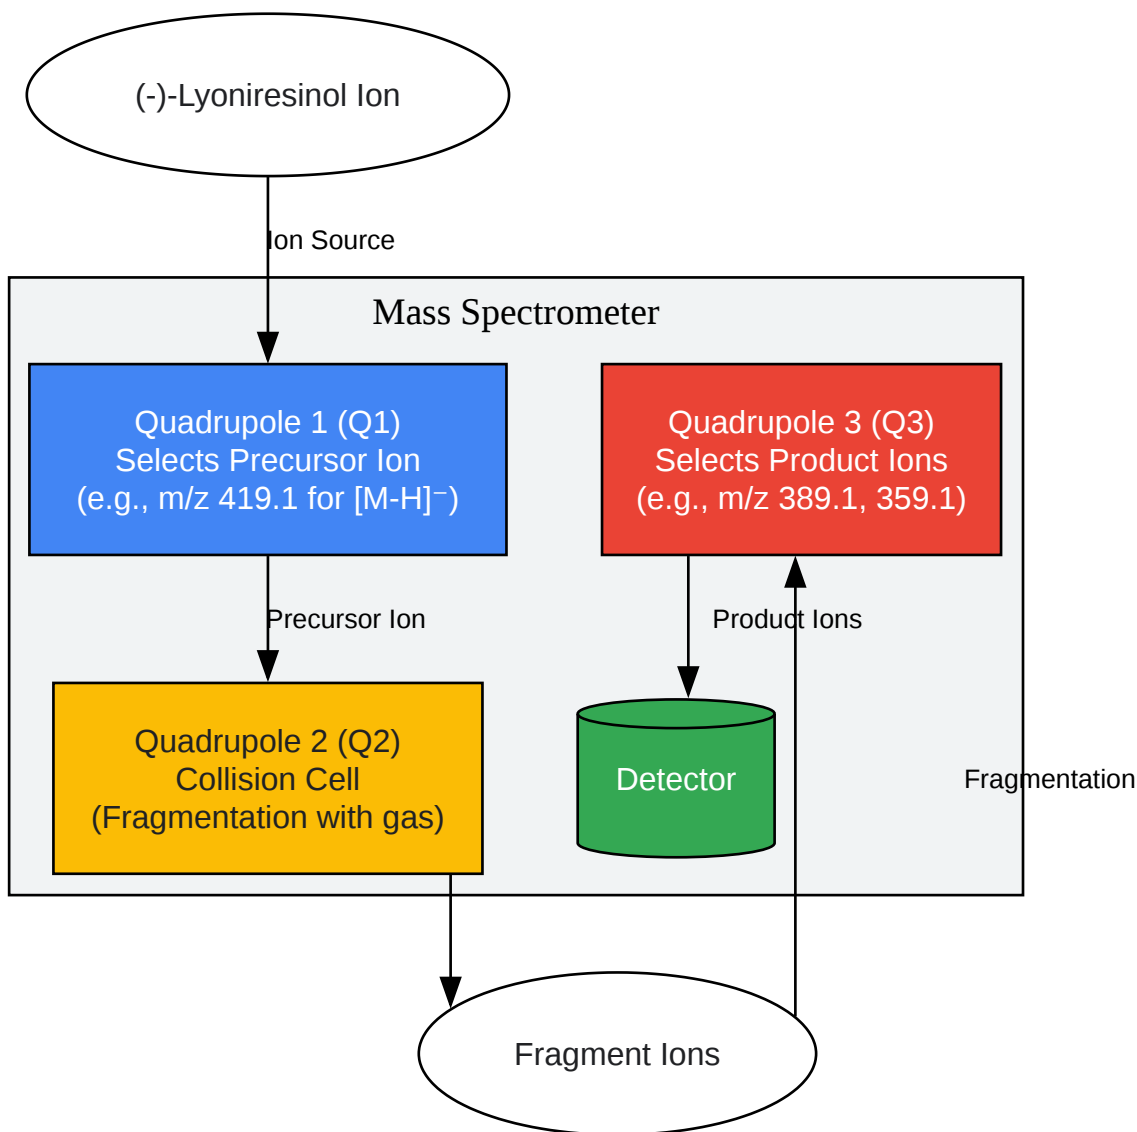 (-)-Lyoniresinol Ion
Ion Source
Mass Spectrometer
Quadrupole 1 (Q1)
Selects Precursor Ion
(e.g., m/z 419.1 for [M-H]⁻)
Quadrupole 3 (Q3)
Selects Product Ions
(e.g., m/z 389.1, 359.1)
Precursor Ion
Product Ions
Quadrupole 2 (Q2)
Collision Cell
(Fragmentation with gas)
Detector
Fragmentation
Fragment Ions